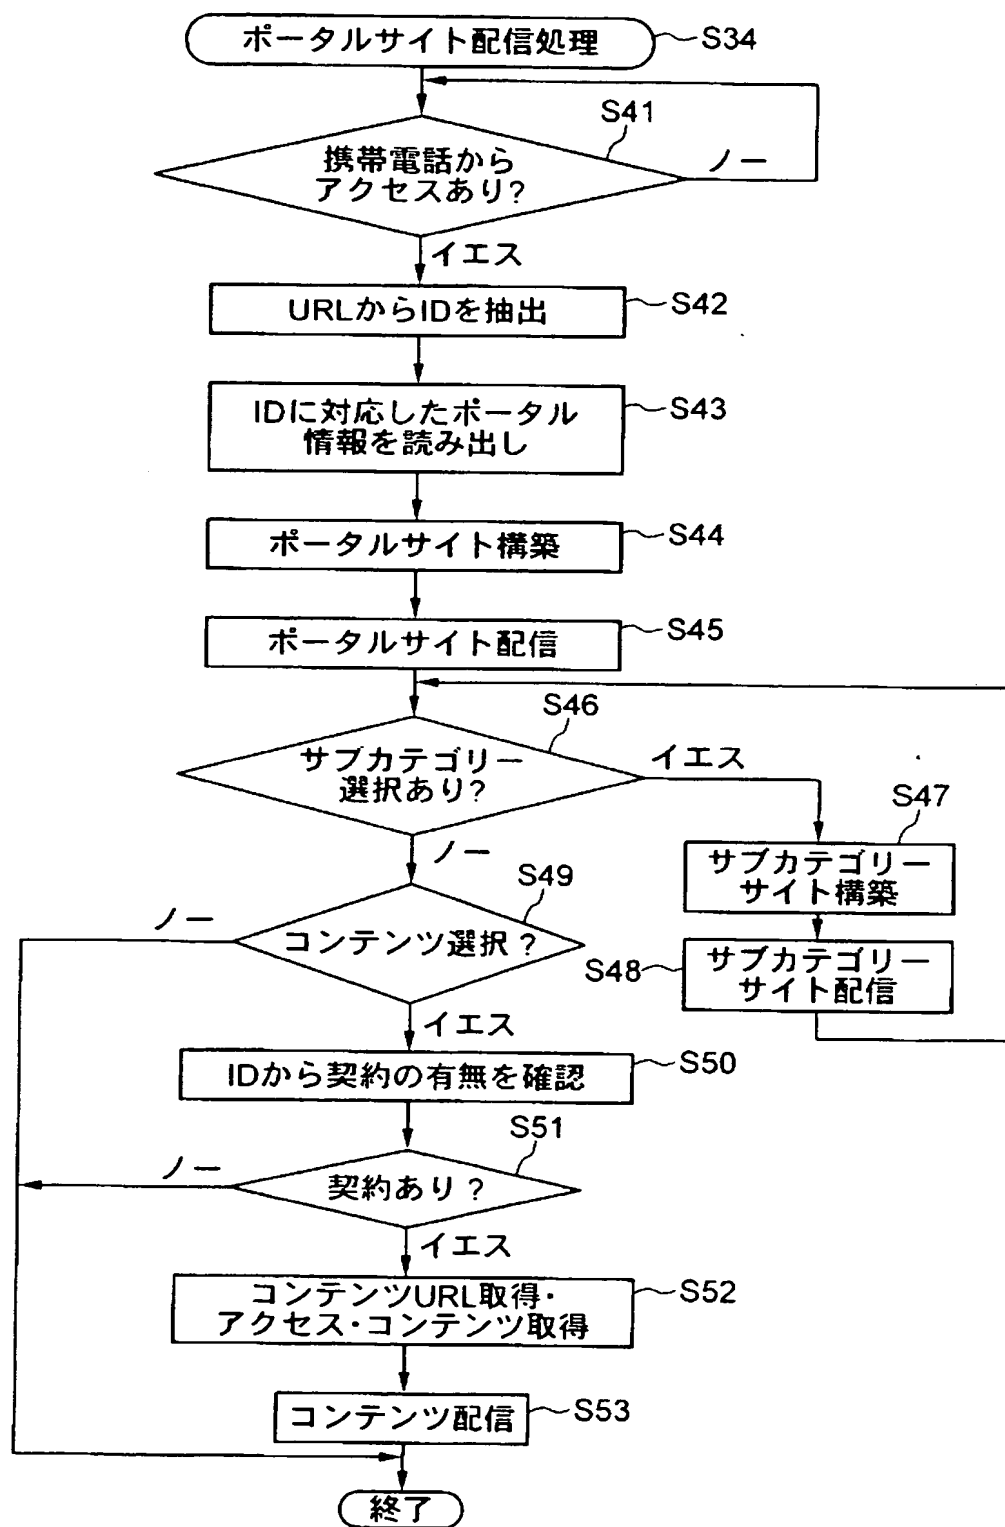 ポータルサイト配信処理
S34
S41
携帯電話から
アクセスあり?
ノー
イエス
URLからIDを抽出
S42
IDに対応したポータル
情報を読み出し
S43
ポータルサイト構築
S44
ポータルサイト配信
S45
S46
サブカテゴリー
選択あり?
イエス
ノー
S47
サブカテゴリー
サイト構築
S48
サブカテゴリー
サイト配信
S49
コンテンツ選択?
ノー
イエス
IDから契約の有無を確認
S50
S51
契約あり?
ノー
イエス
コンテンツURL取得・
アクセス・コンテンツ取得
S52
コンテンツ配信
S53
終了